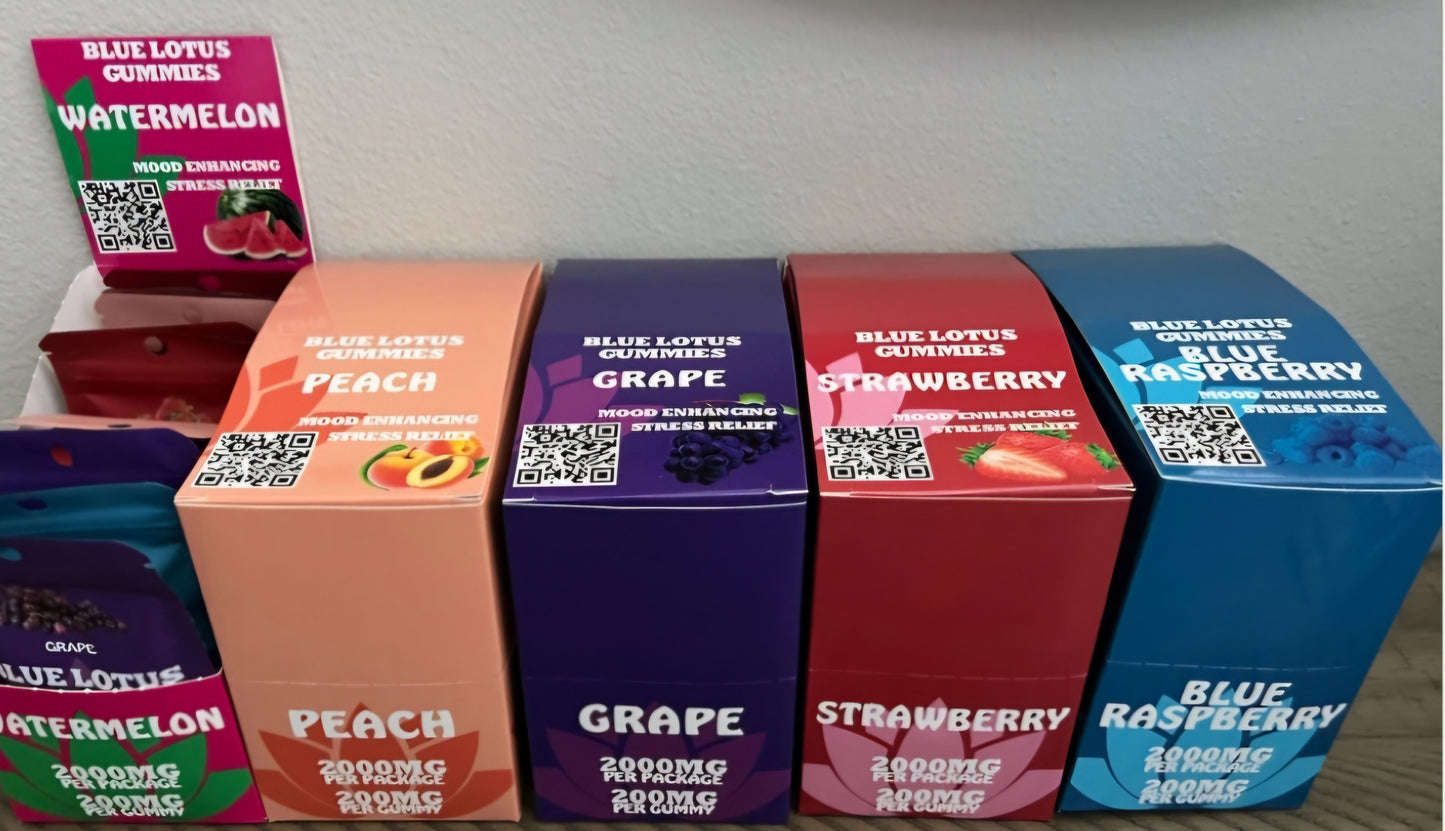 BLUE LOTUS
GUMMIES
WATERMELON
MOOD ENHANCING
STRESS RELIEF
BLUE LOTUS
GUMMIES
PEACH
MOOD ENHANCING
STRESS RELIEF
BLUE LOTUS
GUMMIES
GRAPE
MOOD ENHANCING
STRESS RELIEF
BLUE LOTUS
GUMMIES
STRAWBERRY
MOOD ENHANCING
STRESS RELIEF
BLUE LOTUS
GUMMIES
BLUE
RASPBERRY
MOOD ENHANCING
STRESS RELIEF
GRAPE
BLUE LOTUS
WATERMELON
2000MG
PER PACKAGE
200MG
PER GUMMY
PEACH
2000MG
PER PACKAGE
200MG
PER GUMMY
GRAPE
2000MG
PER PACKAGE
200MG
PER GUMMY
STRAWBERRY
2000MG
PER PACKAGE
200MG
PER GUMMY
BLUE
RASPBERRY
2000MG
PER PACKAGE
200MG
PER GUMMY